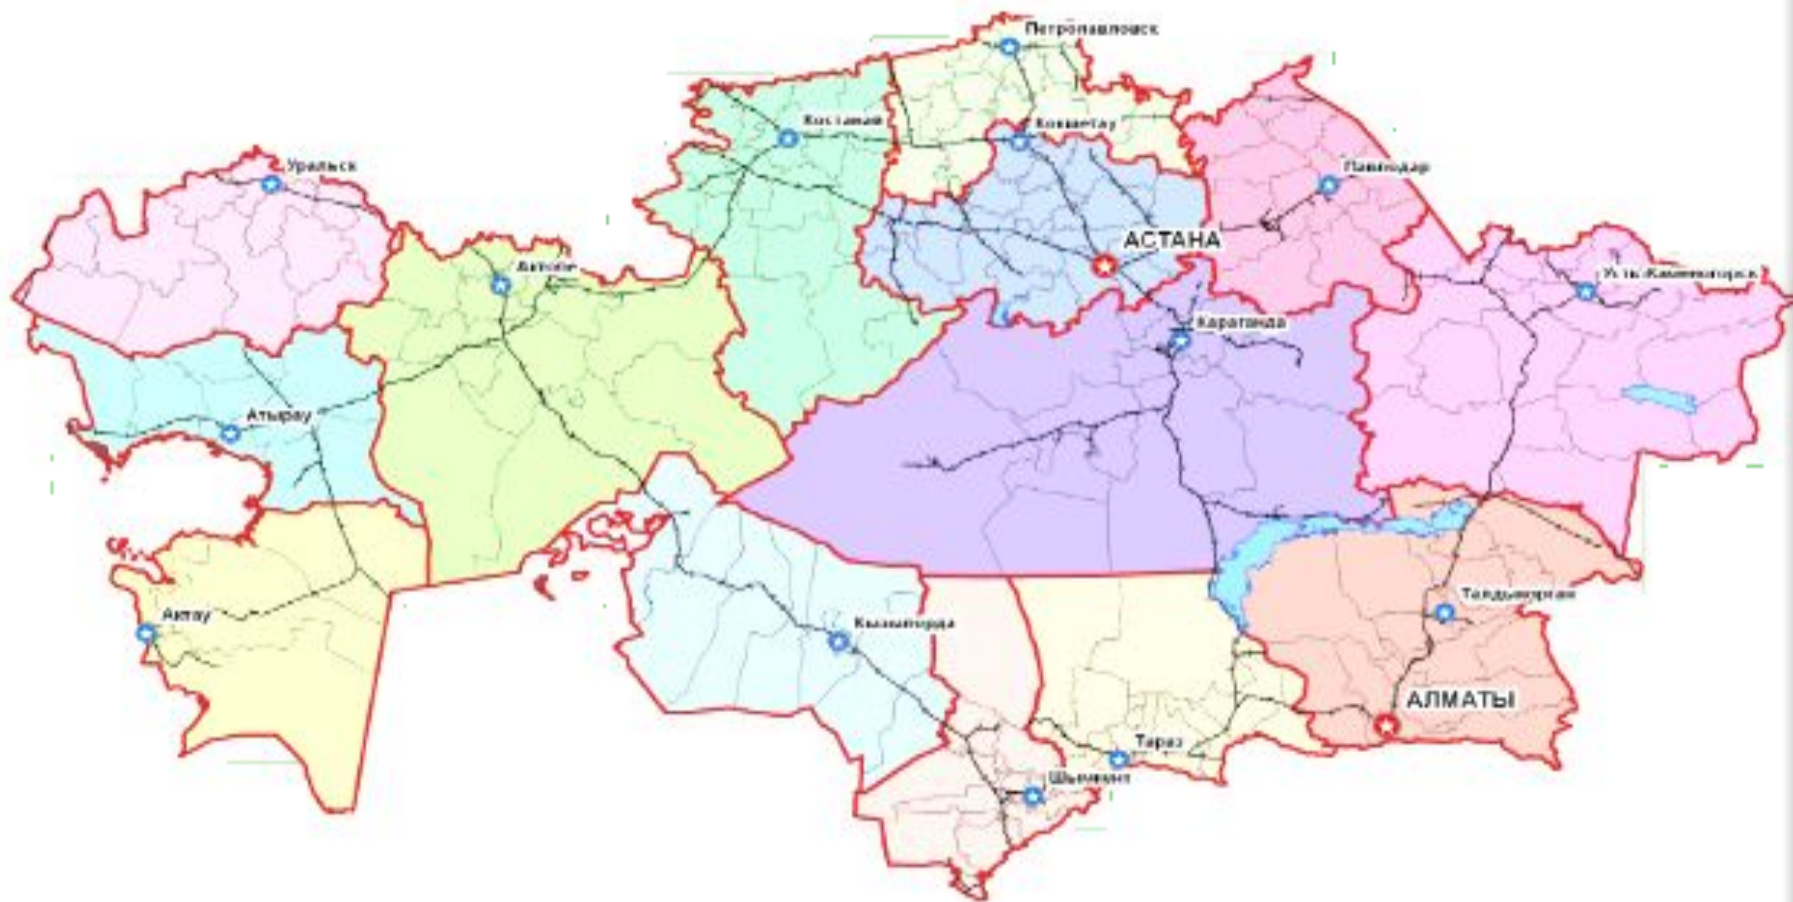 Петропавловск
Костанай
Кокшетау
Уральск
Павлодар
АСТАНА
Актобе
Усть-Каменогорск
Караганда
Атырау
Талдыкорган
Актау
Кызылорда
АЛМАТЫ
Тараз
Шымкент